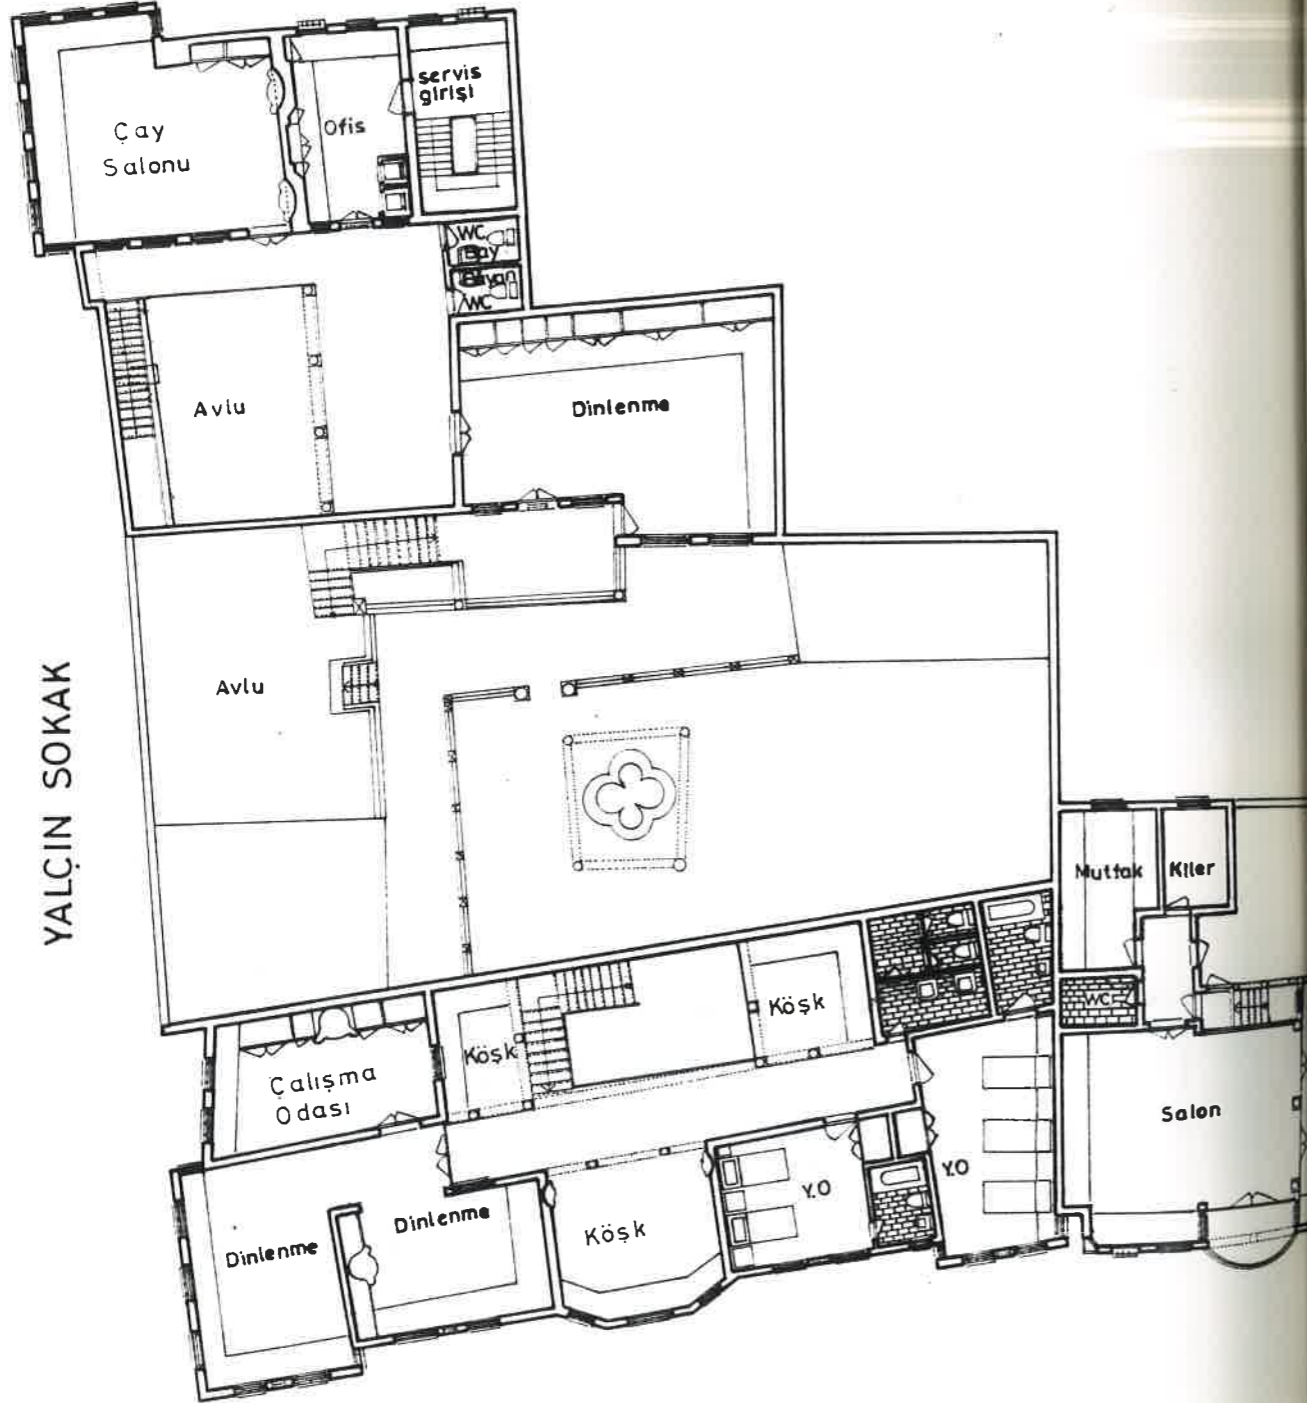 servis
girişi
Çay
Salonu
Ofis
WC
Bay
Bayan
WC
Avlu
Dinlenme
YALÇIN SOKAK
Avlu
Mutfak
Kiler
Köşk
WC
Köşk
Çalışma
Odası
Salon
Y.O
Y.O
Dinlenme
Köşk
Dinlenme